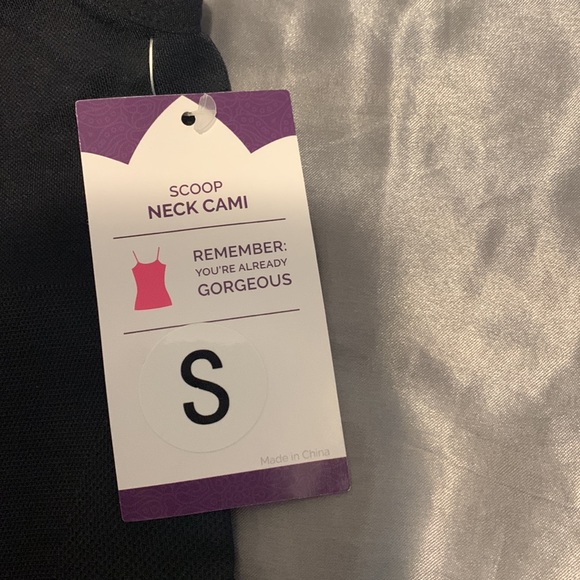 SCOOP
NECK CAMI
REMEMBER:
YOU'RE ALREADY
GORGEOUS
S
Made in China